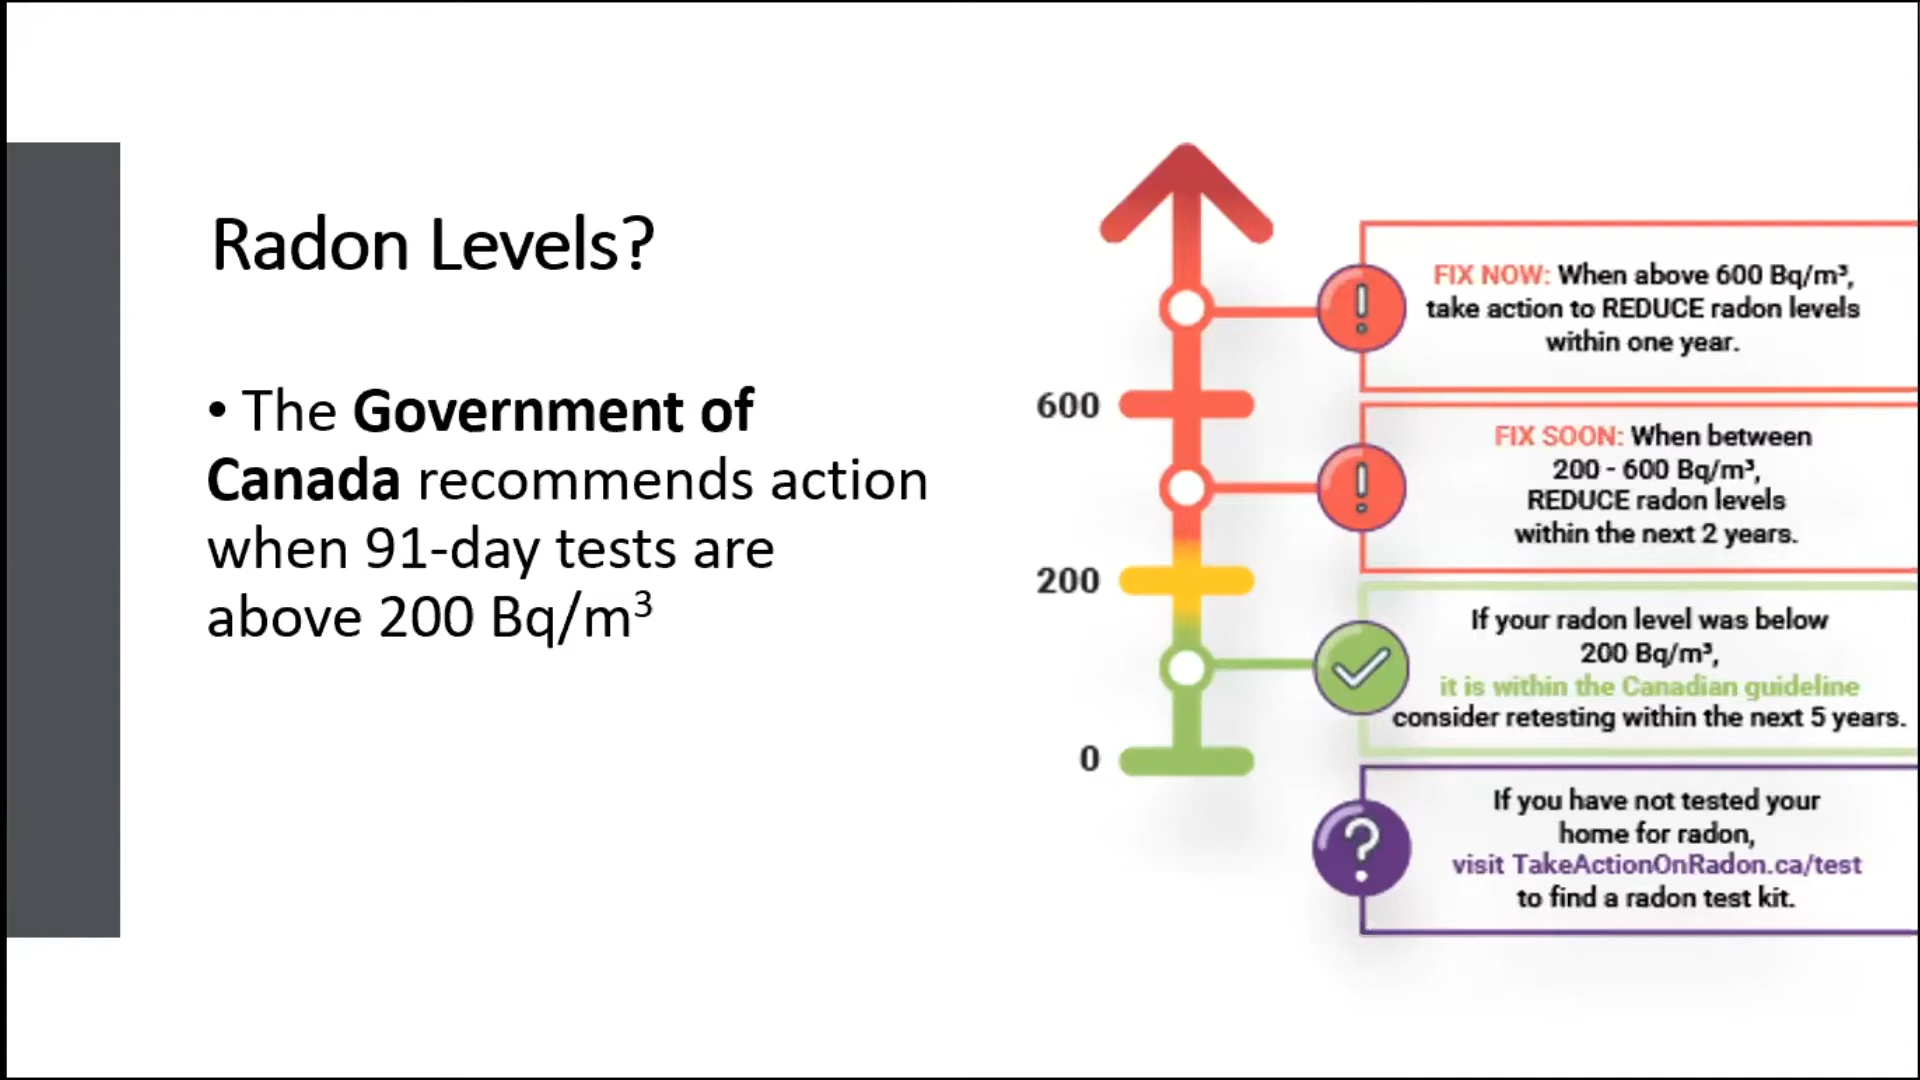 Radon Levels?
• The Government of
Canada recommends action
when 91-day tests are
above 200 Bq/m³
600
200
0
FIX NOW: When above 600 Bq/m³,
take action to REDUCE radon levels
within one year.
FIX SOON: When between
200 - 600 Bq/m³,
REDUCE radon levels
within the next 2 years.
If your radon level was below
200 Bq/m³,
it is within the Canadian guideline
consider retesting within the next 5 years.
If you have not tested your
home for radon,
visit TakeActionOnRadon.ca/test
to find a radon test kit.